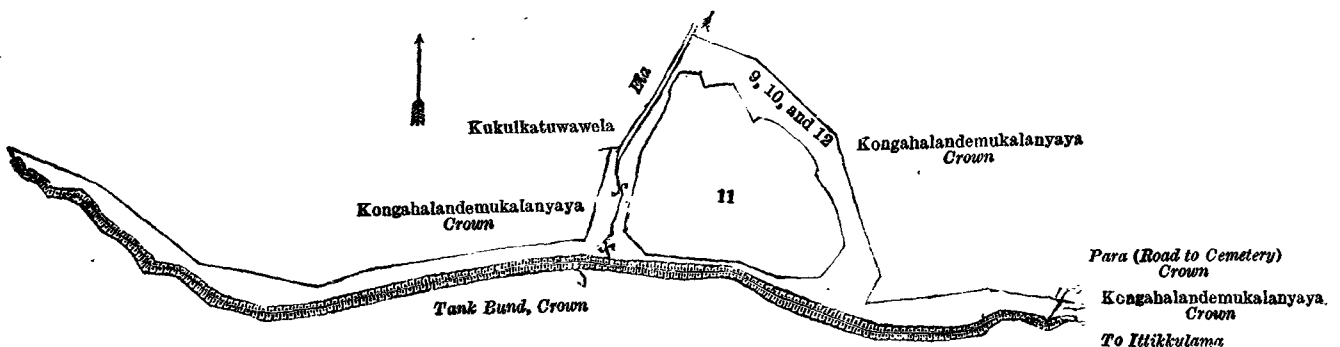 Ela
9, 10, and 12
Kukulkatuwawela
Kongahalandemukalanyaya
Crown
11
Kongahalandemukalanyaya
Crown
Para (Road to Cemetery)
Crown
Tank Bund, Crown
Kongahalandemukalanyaya
Crown
To Ittikkulama